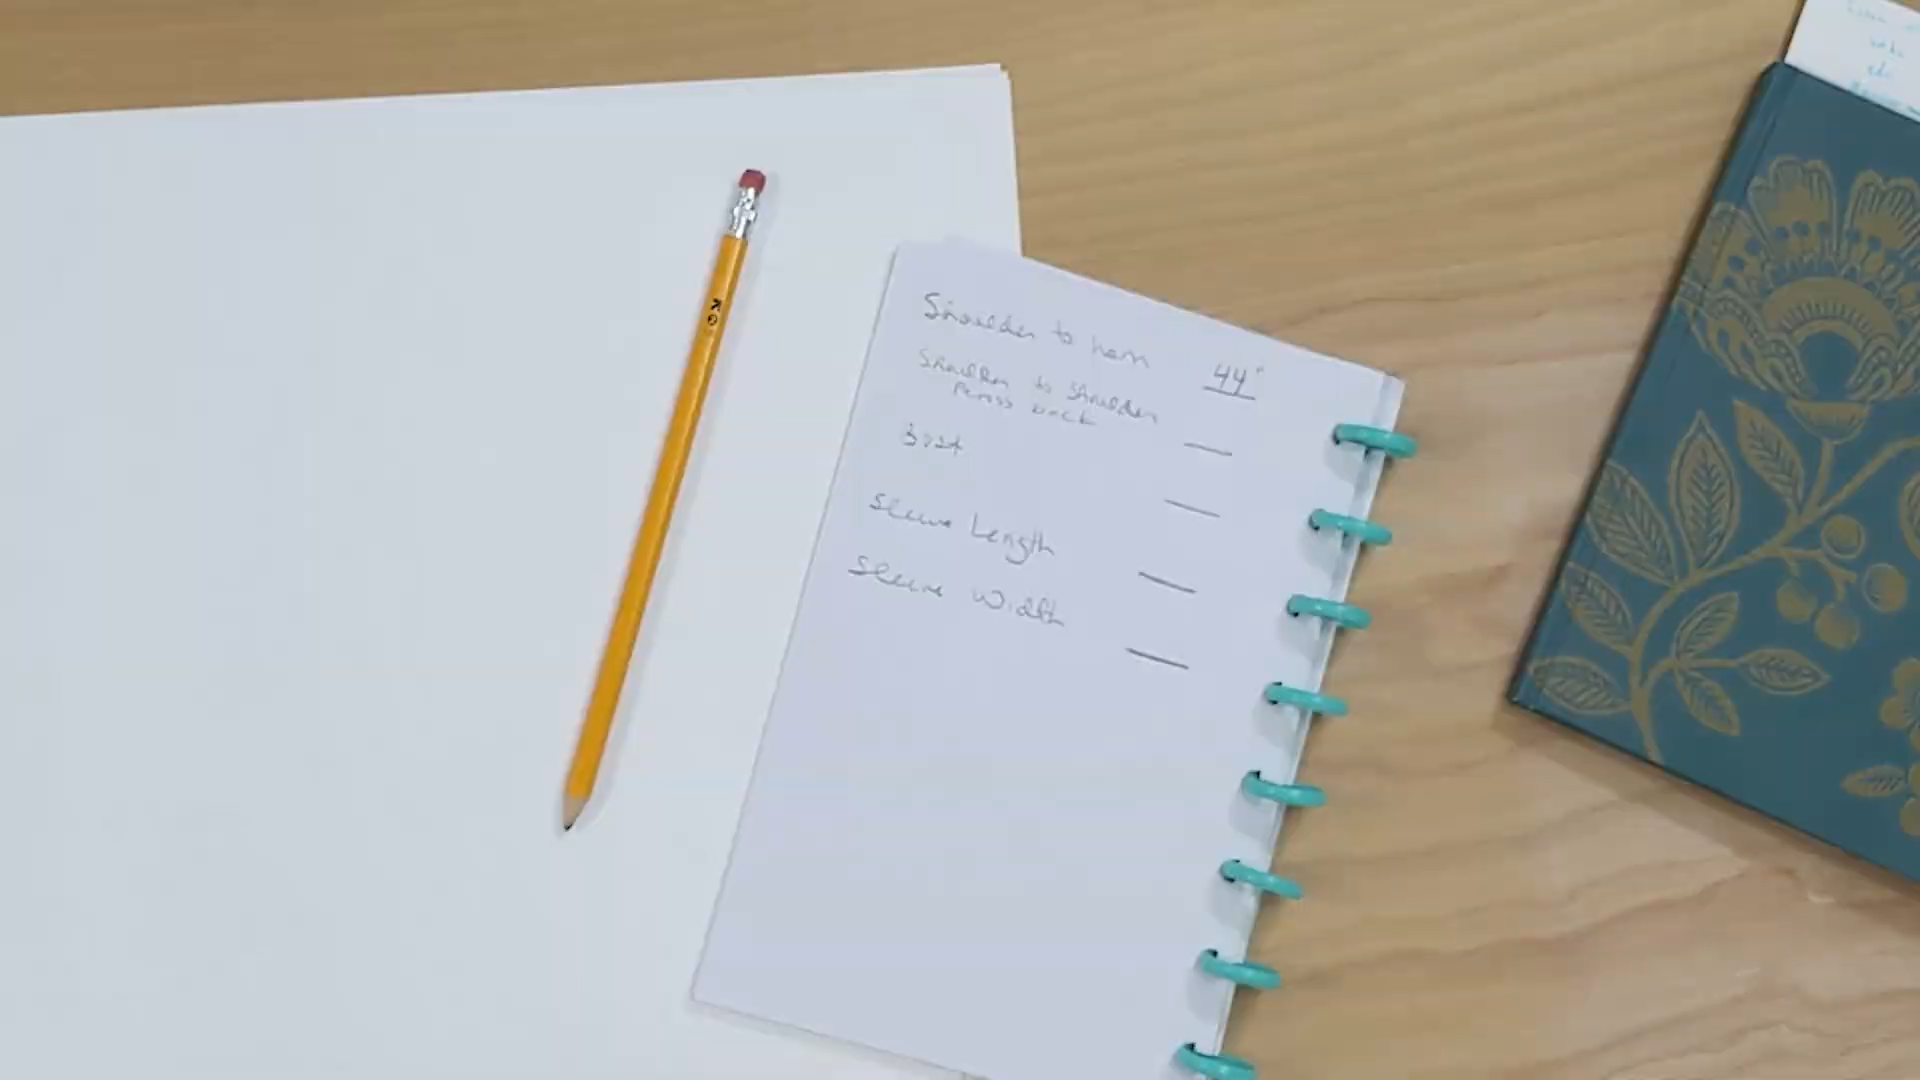 Shoulder to hem 44"
Shoulder to Shoulder
Across back
Bust
Sleeve Length
Sleeve Width